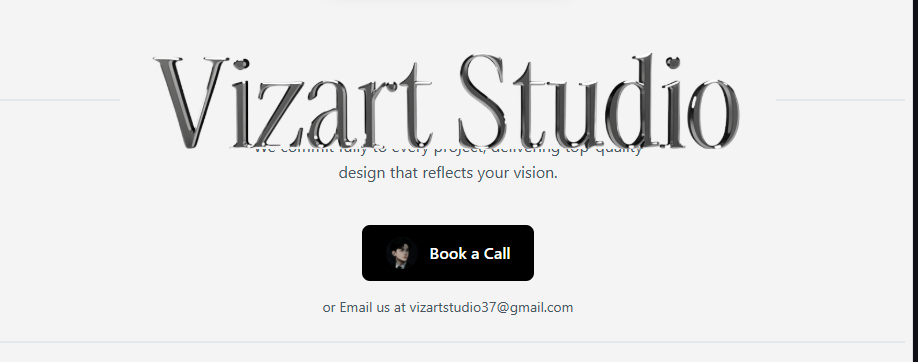 Vizart Studio
We commit fully to every project, delivering top-quality
design that reflects your vision.
Book a Call
or Email us at vizartstudio37@gmail.com